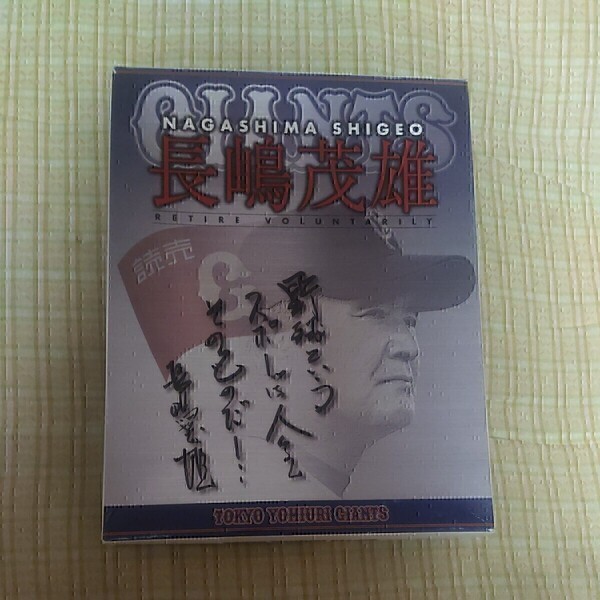 GIANTS
NAGASHIMA SHIGEO
長嶋茂雄
RETIRE VOLUNTARILY
読売
G
野球という
スポーツは人生
そのものだ!…
長嶋茂雄
TOKYO YOMIURI GIANTS